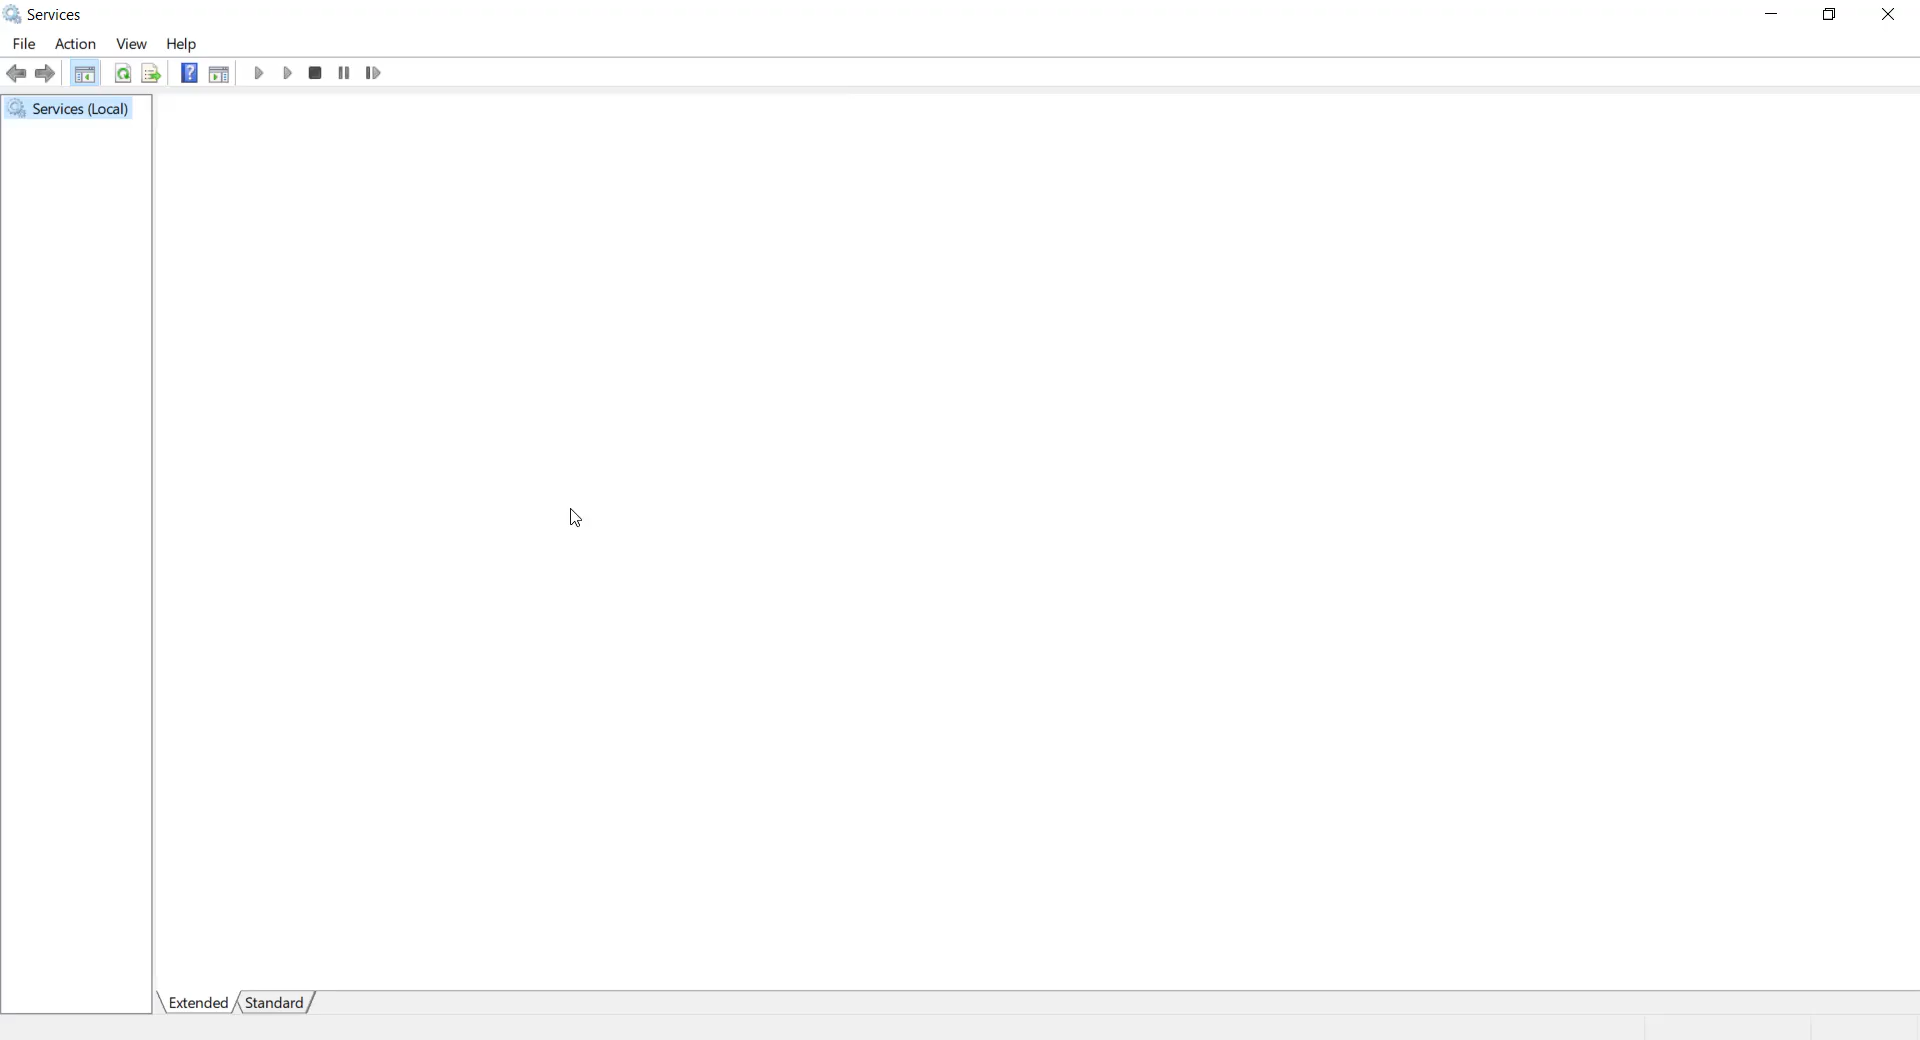 Services
File Action View Help
?
Services (Local)
Extended Standard